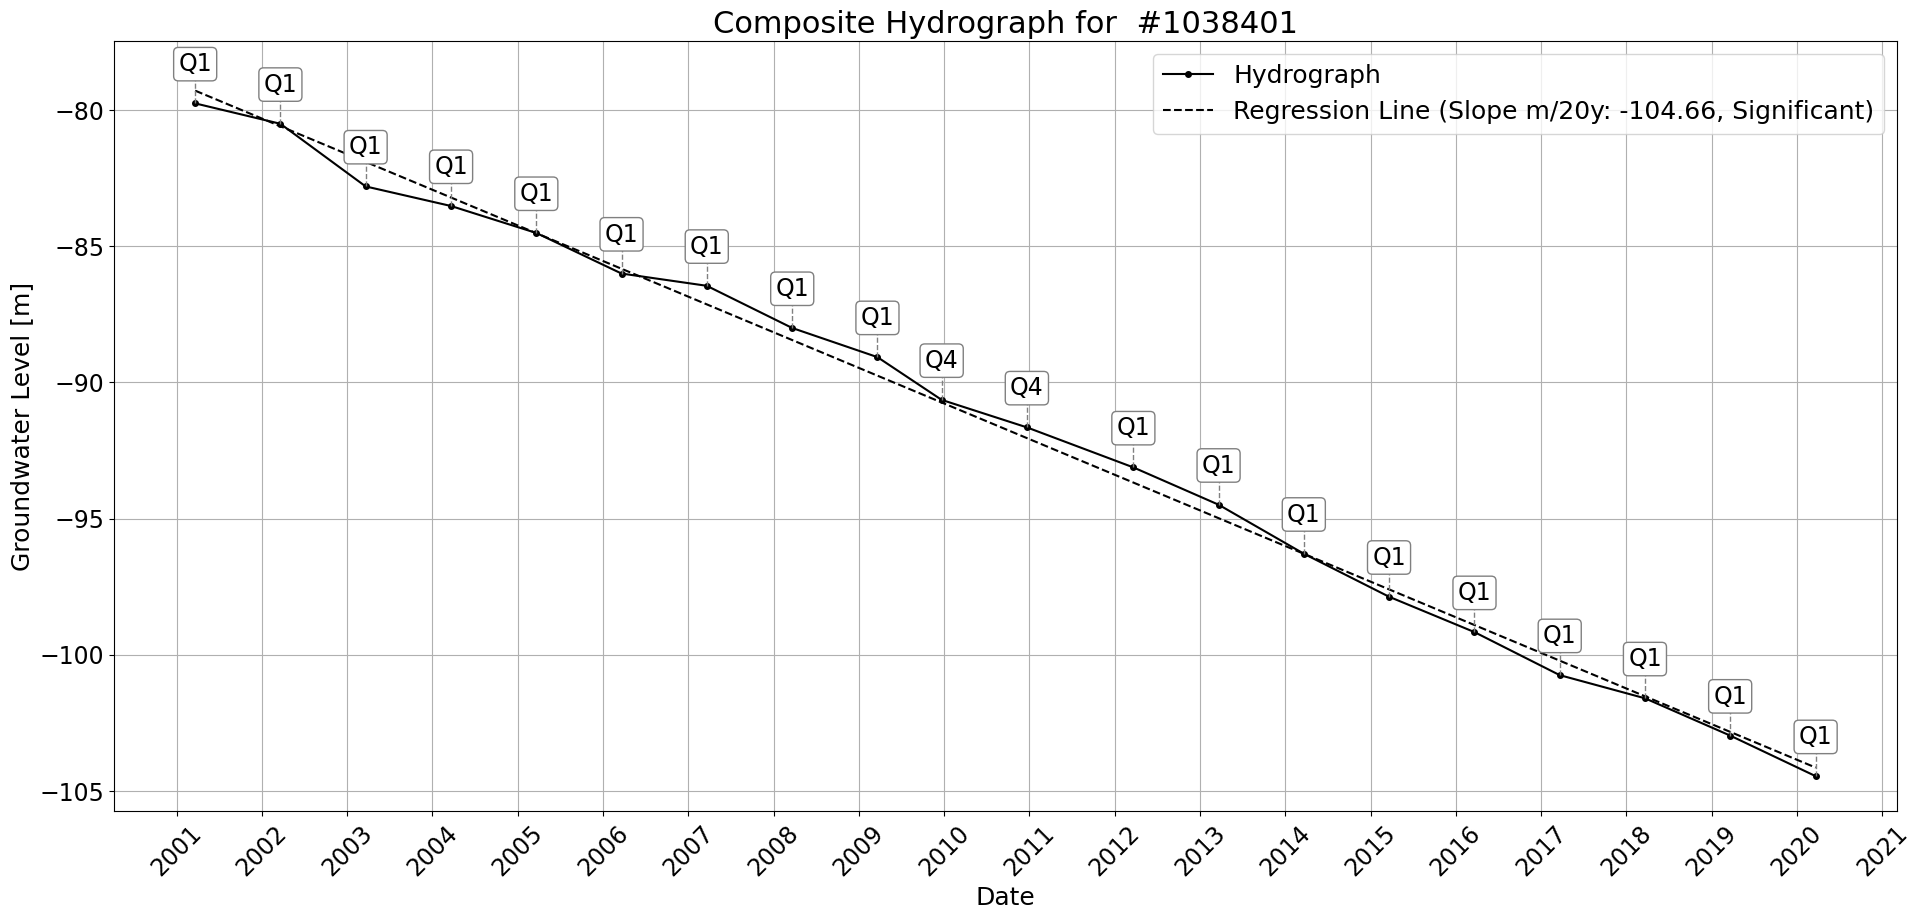 Composite Hydrograph for  #1038401
Hydrograph
Regression Line (Slope m/20y: -104.66, Significant)
Q1
Q1
Q1
Q1
Q1
Q1
Q1
Q1
Q1
Q4
Q4
Q1
Q1
Q1
Q1
Q1
Q1
Q1
Q1
Q1
Groundwater Level [m]
−80
−85
−90
−95
−100
−105
2001
2002
2003
2004
2005
2006
2007
2008
2009
2010
2011
2012
2013
2014
2015
2016
2017
2018
2019
2020
2021
Date